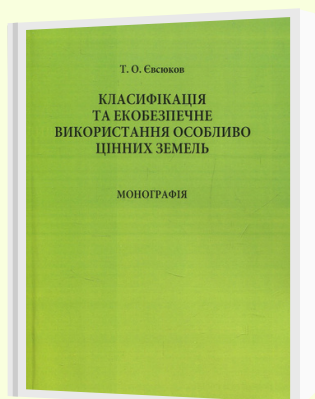 Т. О. Євсюков
КЛАСИФІКАЦІЯ
ТА ЕКОБЕЗПЕЧНЕ
ВИКОРИСТАННЯ ОСОБЛИВО
ЦІННИХ ЗЕМЕЛЬ
МОНОГРАФІЯ